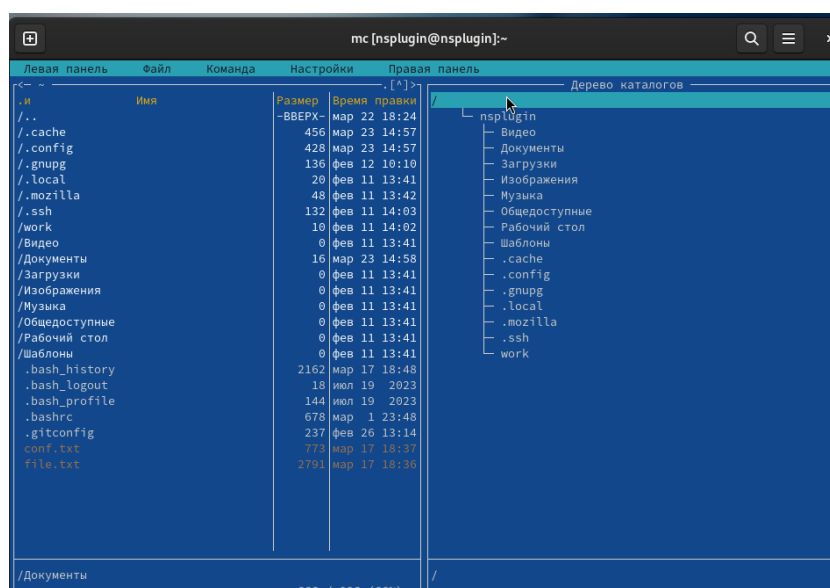 mc [nsplugin@nsplugin]:~
Левая панель Файл Команда Настройки Правая панель
<— ~ .[^]>
.и Имя Размер Время правки
/.. -ВВЕРХ- мар 22 18:24
/.cache 456 мар 23 14:57
/.config 428 мар 23 14:57
/.gnupg 136 фев 12 10:10
/.local 20 фев 11 13:41
/.mozilla 48 фев 11 13:42
/.ssh 132 фев 11 14:03
/work 10 фев 11 14:02
/Видео 0 фев 11 13:41
/Документы 16 мар 23 14:58
/Загрузки 0 фев 11 13:41
/Изображения 0 фев 11 13:41
/Музыка 0 фев 11 13:41
/Общедоступные 0 фев 11 13:41
/Рабочий стол 0 фев 11 13:41
/Шаблоны 0 фев 11 13:41
.bash_history 2162 мар 17 18:48
.bash_logout 18 июл 19 2023
.bash_profile 144 июл 19 2023
.bashrc 678 мар 1 23:48
.gitconfig 237 фев 26 13:14
conf.txt 773 мар 17 18:37
file.txt 2791 мар 17 18:36
/Документы
Дерево каталогов
/
nsplugin
Видео
Документы
Загрузки
Изображения
Музыка
Общедоступные
Рабочий стол
Шаблоны
.cache
.config
.gnupg
.local
.mozilla
.ssh
work
/